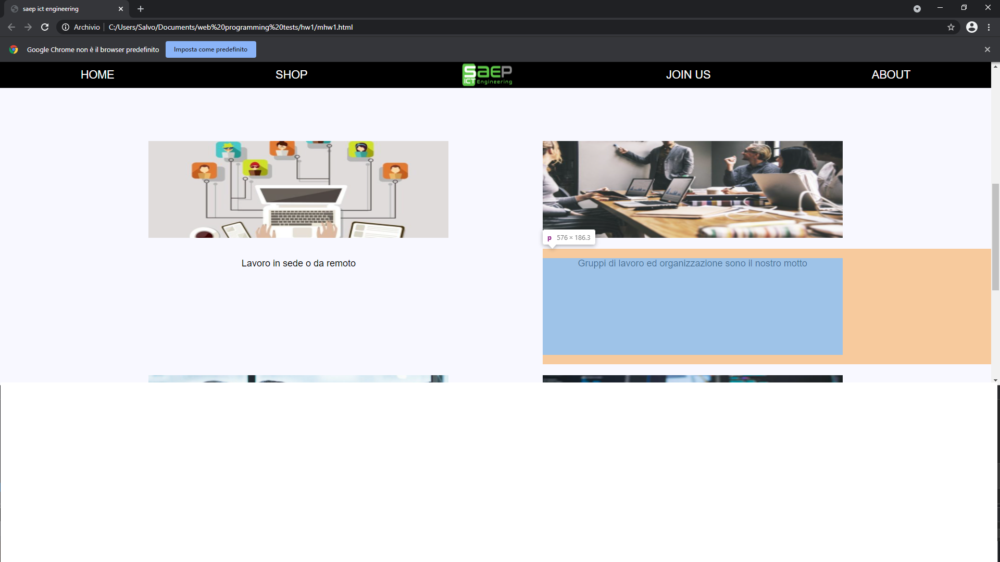 saep ict engineering
Archivio C:/Users/Salvo/Documents/web%20programming%20tests/hw1/mhw1.html
Google Chrome non è il browser predefinito Imposta come predefinito
HOME SHOP SAEP ICT Engineering JOIN US ABOUT
p 576 × 186.3
Lavoro in sede o da remoto Gruppi di lavoro ed organizzazione sono il nostro motto